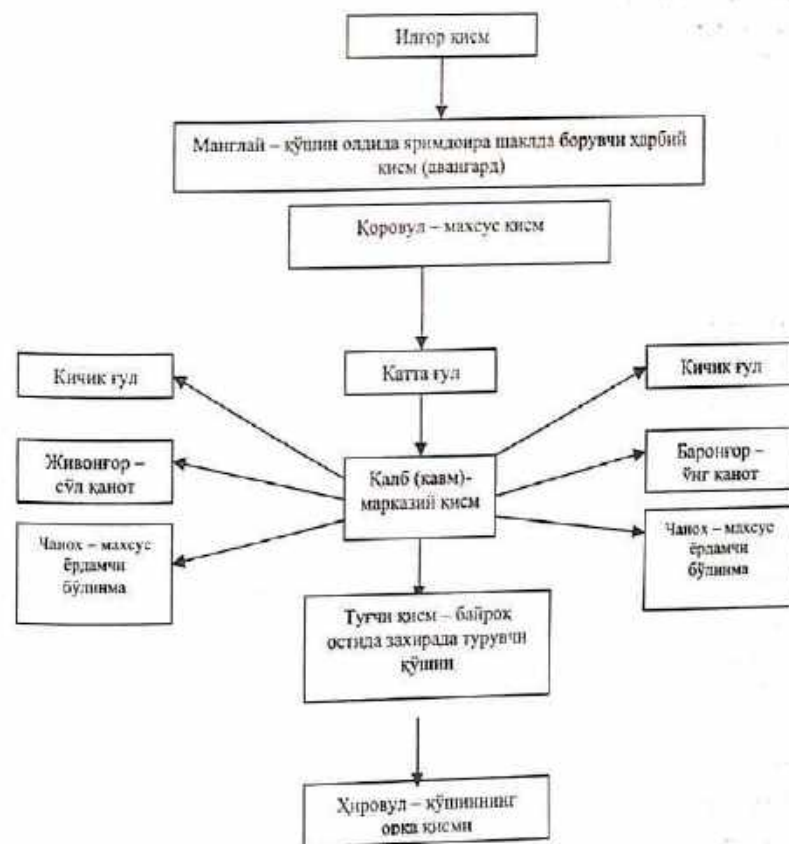 Илғор қисм
Манглай – қўшин олдида яримдоира шаклда борувчи ҳарбий
қисм (авангард)
Қоровул – махсус қисм
Кичик ғул
Катта ғул
Кичик ғул
Живонғор –
сўл қанот
Қалб (кавм)-
марказий қисм
Баронғор –
ўнг қанот
Чанох – махсус
ёрдамчи
бўлинма
Чанох – махсус
ёрдамчи
бўлинма
Туғчи қисм – байроқ
остида захирада турувчи
қўшин
Ҳировул – қўшиннинг
орқа қисми